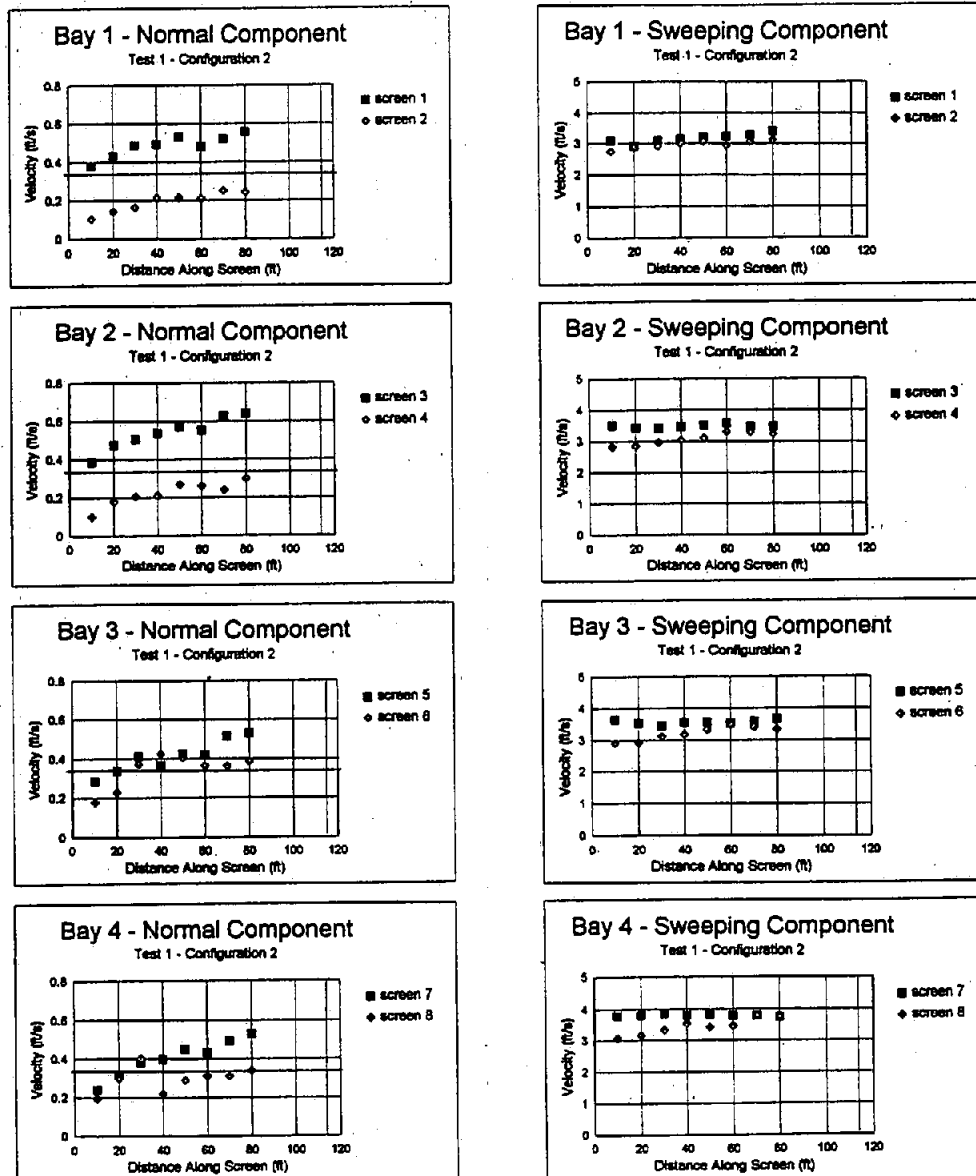 Bay 1 - Normal Component
Test 1 - Configuration 2
0.8
0.6
0.4
0.2
0
Velocity (ft/s)
0 20 40 60 80 100 120
Distance Along Screen (ft)
screen 1
screen 2
Bay 1 - Sweeping Component
Test 1 - Configuration 2
5
4
3
2
1
0
Velocity (ft/s)
0 20 40 60 80 100 120
Distance Along Screen (ft)
screen 1
screen 2
Bay 2 - Normal Component
Test 1 - Configuration 2
0.8
0.6
0.4
0.2
0
Velocity (ft/s)
0 20 40 60 80 100 120
Distance Along Screen (ft)
screen 3
screen 4
Bay 2 - Sweeping Component
Test 1 - Configuration 2
5
4
3
2
1
0
Velocity (ft/s)
0 20 40 60 80 100 120
Distance Along Screen (ft)
screen 3
screen 4
Bay 3 - Normal Component
Test 1 - Configuration 2
0.8
0.6
0.4
0.2
0
Velocity (ft/s)
0 20 40 60 80 100 120
Distance Along Screen (ft)
screen 5
screen 6
Bay 3 - Sweeping Component
Test 1 - Configuration 2
5
4
3
2
1
0
Velocity (ft/s)
0 20 40 60 80 100 120
Distance Along Screen (ft)
screen 5
screen 6
Bay 4 - Normal Component
Test 1 - Configuration 2
0.8
0.6
0.4
0.2
0
Velocity (ft/s)
0 20 40 60 80 100 120
Distance Along Screen (ft)
screen 7
screen 8
Bay 4 - Sweeping Component
Test 1 - Configuration 2
5
4
3
2
1
0
Velocity (ft/s)
0 20 40 60 80 100 120
Distance Along Screen (ft)
screen 7
screen 8